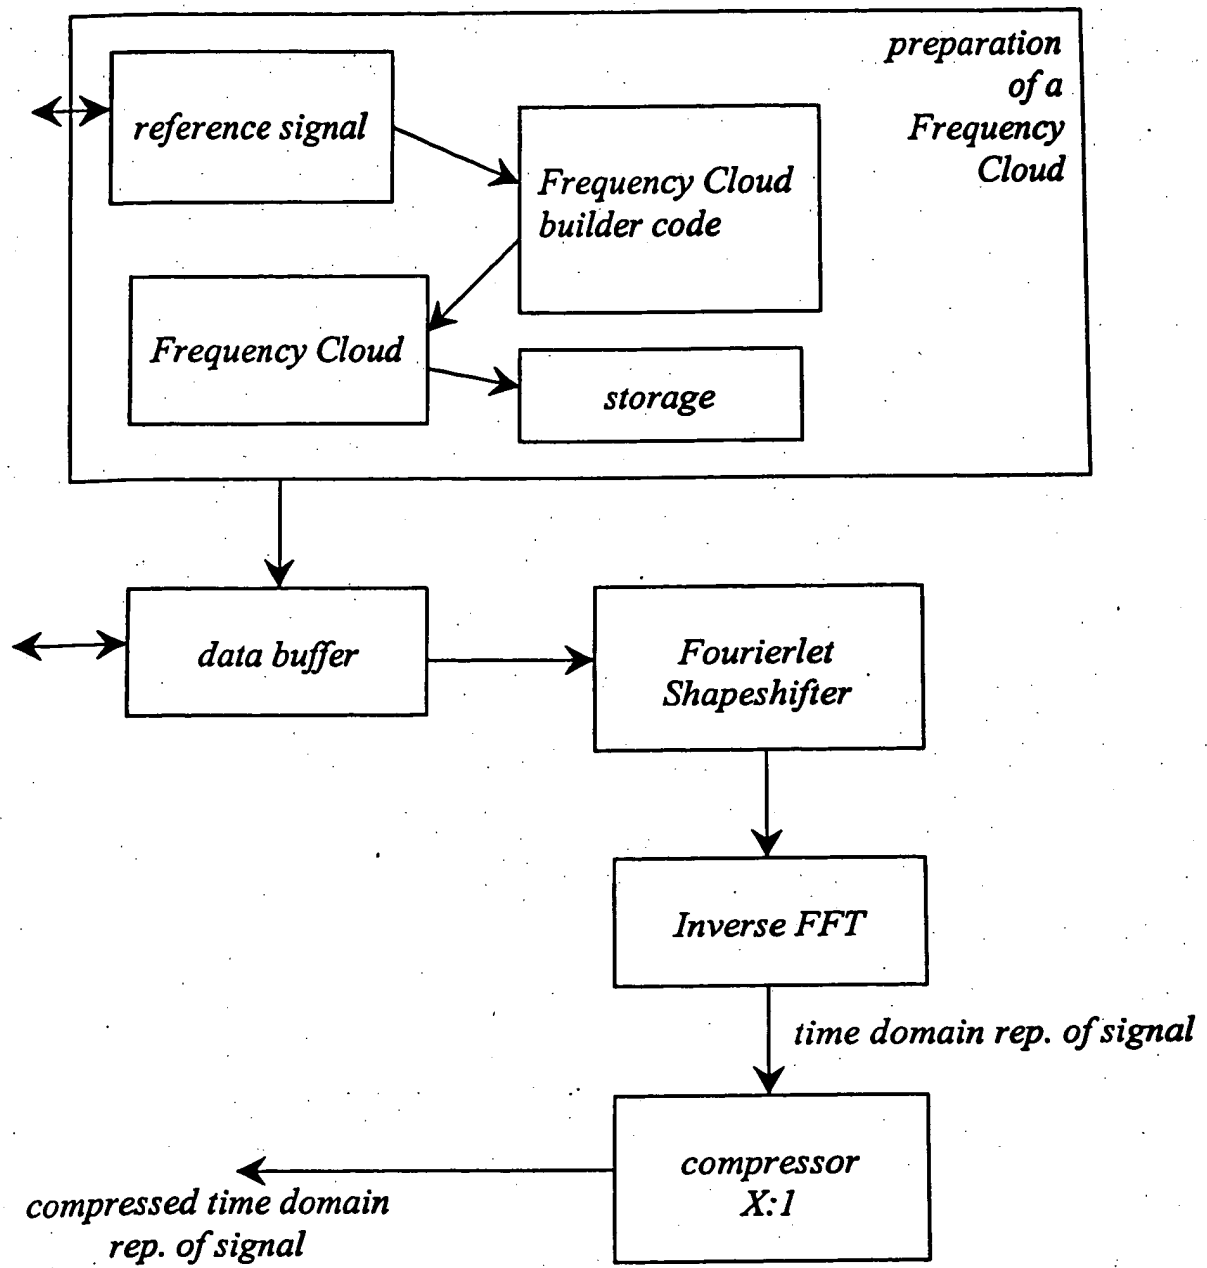 preparation
of a
Frequency
Cloud
reference signal
Frequency Cloud
builder code
Frequency Cloud
storage
data buffer
Fourierlet
Shapeshifter
Inverse FFT
time domain rep. of signal
compressor
X:1
compressed time domain
rep. of signal